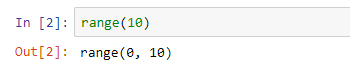 In [2]: range(10)
Out[2]: range(0, 10)